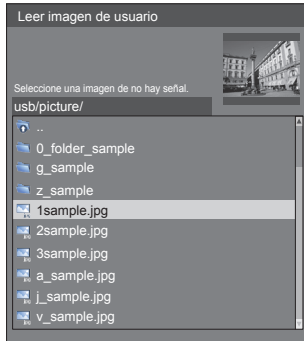 Leer imagen de usuario
Seleccione una imagen de no hay señal.
usb/picture/
..
0_folder_sample
g_sample
z_sample
1sample.jpg
2sample.jpg
3sample.jpg
a_sample.jpg
j_sample.jpg
v_sample.jpg